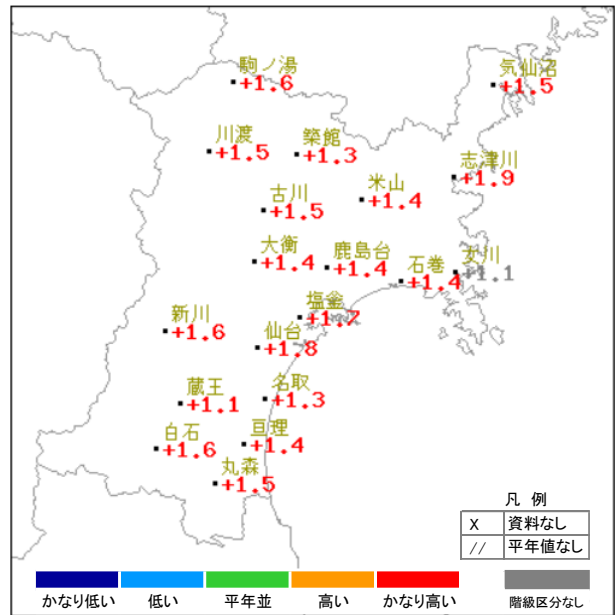 駒ノ湯
+1.6
気仙沼
+1.5
川渡
+1.5
築館
+1.3
志津川
+1.9
米山
+1.4
古川
+1.5
大衡
+1.4
鹿島台
+1.4
石巻
+1.4
女川
+1.1
塩釜
+1.7
新川
+1.6
仙台
+1.8
蔵王
+1.1
名取
+1.3
白石
+1.6
亘理
+1.4
丸森
+1.5
凡 例
X 資料なし
// 平年値なし
かなり低い 低い 平年並 高い かなり高い 階級区分なし